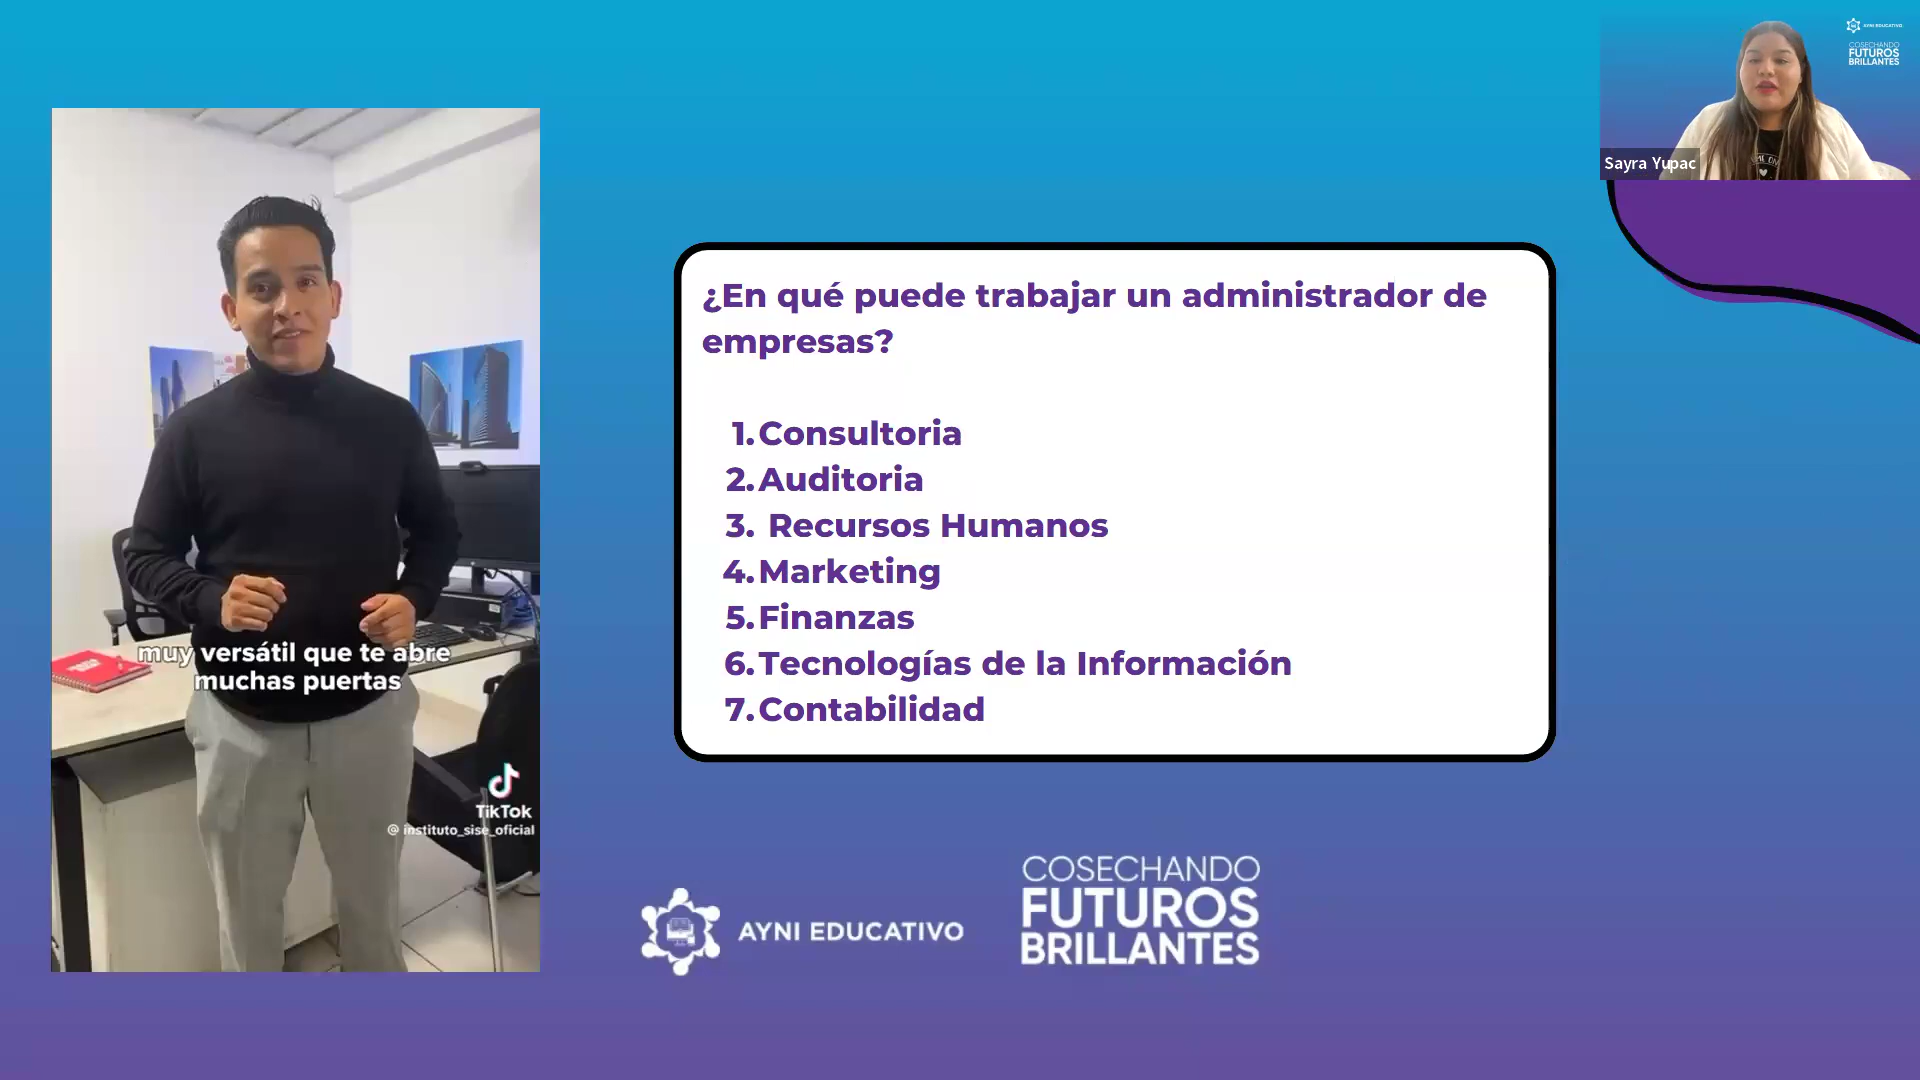 AYNI EDUCATIVO
COSECHANDO
FUTUROS
BRILLANTES
Sayra Yupac
¿En qué puede trabajar un administrador de
empresas?
1. Consultoria
2. Auditoria
3. Recursos Humanos
4. Marketing
5. Finanzas
6. Tecnologías de la Información
7. Contabilidad
muy versátil que te abre
muchas puertas
TikTok
@ instituto_sise_oficial
AYNI EDUCATIVO
COSECHANDO
FUTUROS
BRILLANTES